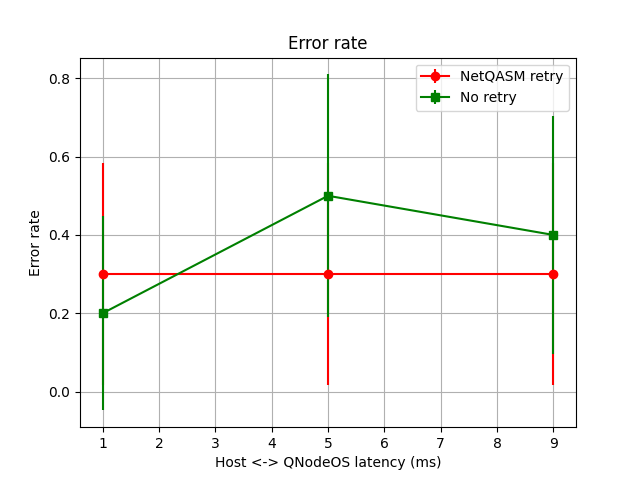 Error rate
NetQASM retry
No retry
0.8
0.6
0.4
0.2
0.0
Error rate
1 2 3 4 5 6 7 8 9
Host <-> QNodeOS latency (ms)